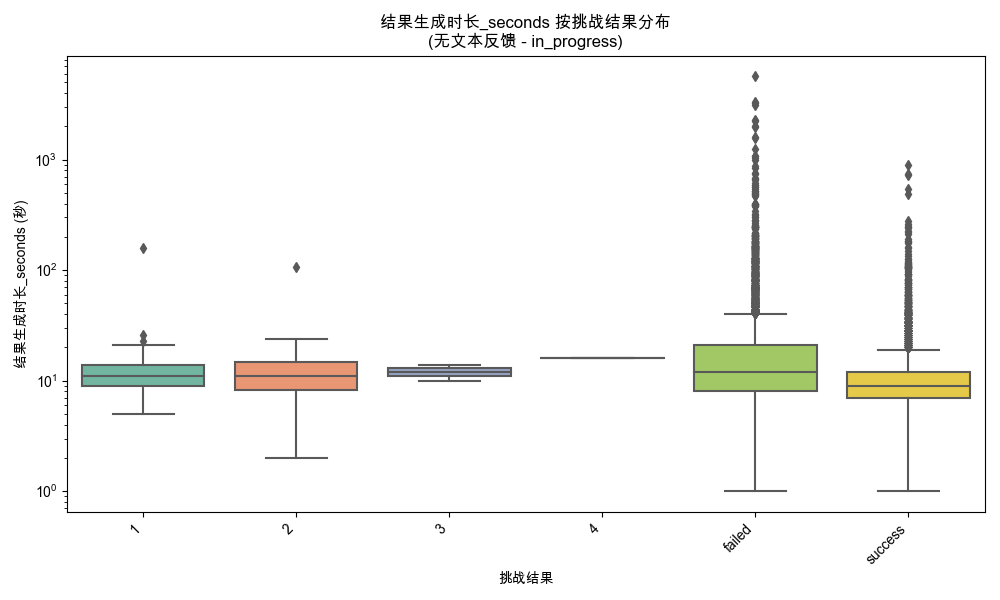 结果生成时长_seconds 按挑战结果分布
(无文本反馈 - in_progress)
结果生成时长_seconds (秒)
10³
10²
10¹
10⁰
1
2
3
4
failed
success
挑战结果